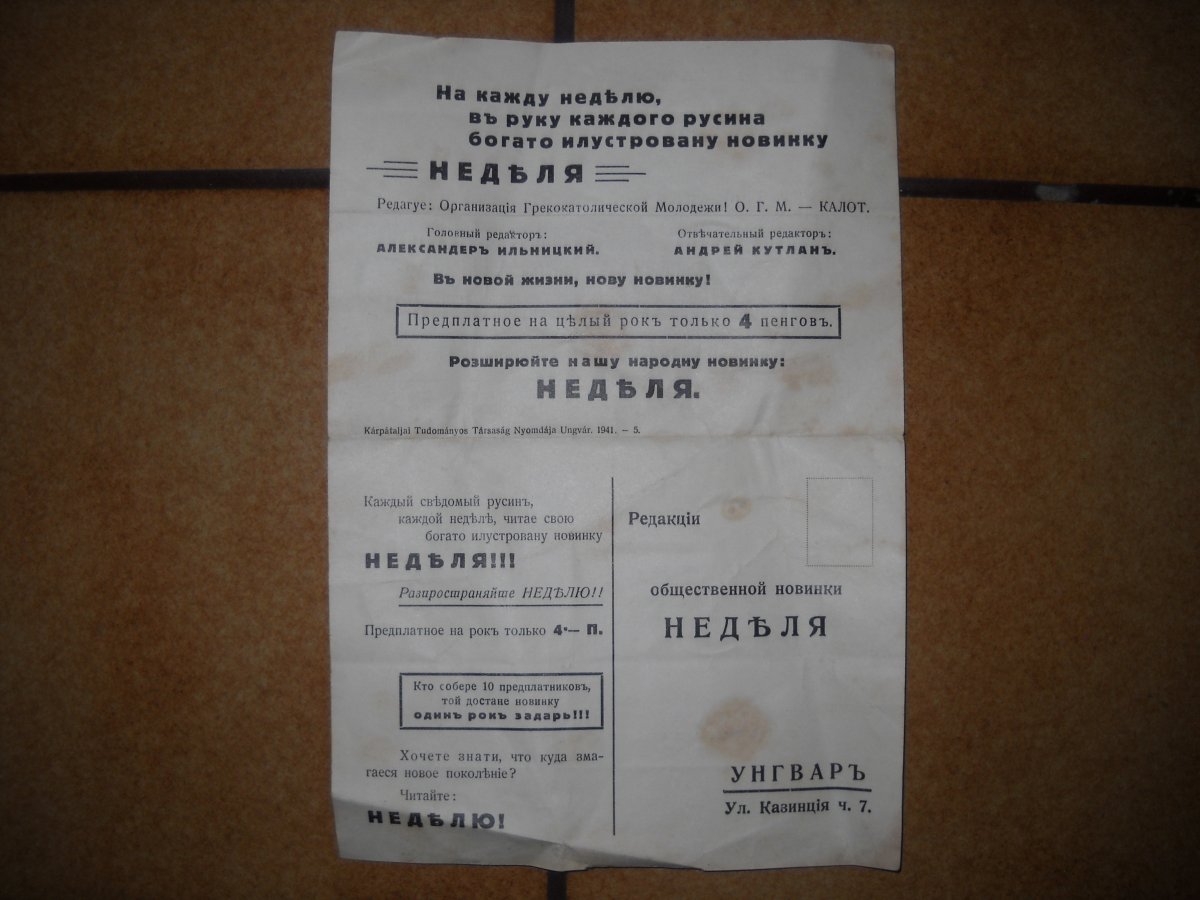 На кажду недѣлю,
въ руку каждого русина
богато илустровану новинку
НЕДѢЛЯ
Редагуе: Организація Грекокатолической Молодежи! О. Г. М. — КАЛОТ.
Головный редакторъ:
АЛЕКСАНДЕРЪ ИЛЬНИЦКИЙ.
Отвѣчательный редакторъ:
АНДРЕЙ КУТЛАНЪ.
Въ новой жизни, нову новинку!
Предплатное на цѣлый рокъ только 4 пенговъ.
Розширюйте нашу народну новинку:
НЕДѢЛЯ.
Kárpátaljai Tudományos Társaság Nyomdája Ungvár. 1941. — 5.
Каждый свѣдомый русинъ,
каждой недѣлѣ, читае свою
богато илустровану новинку
НЕДѢЛЯ!!!
Разпространяйте НЕДѢЛЮ!!
Предплатное на рокъ только 4·— П.
Кто собере 10 предплатниковъ,
той достане новинку
одинъ рокъ задарь!!!
Хочете знати, что куда зма-
гаеся новое поколѣніе?
Читайте:
НЕДѢЛЮ!
Редакціи
общественной новинки
НЕДѢЛЯ
УНГВАРЪ
Ул. Казинція ч. 7.